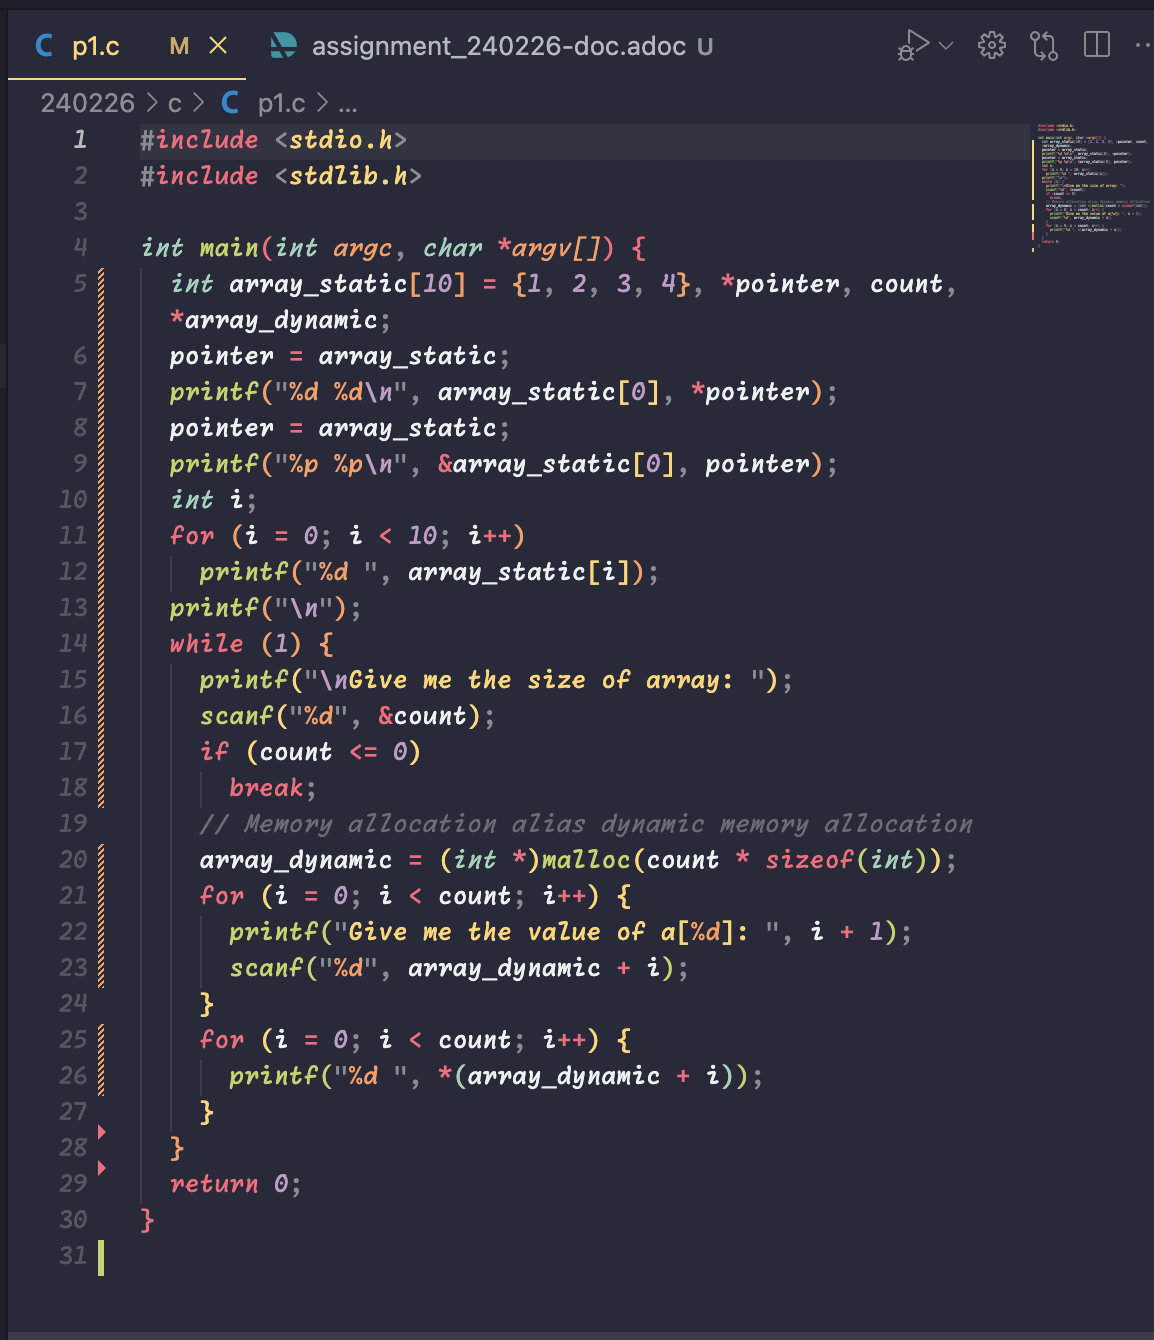 C p1.c M × assignment_240226-doc.adoc U
240226 > c > C p1.c > ...
1 #include <stdio.h>
2 #include <stdlib.h>
3
4 int main(int argc, char *argv[]) {
5 int array_static[10] = {1, 2, 3, 4}, *pointer, count,
*array_dynamic;
6 pointer = array_static;
7 printf("%d %d\n", array_static[0], *pointer);
8 pointer = array_static;
9 printf("%p %p\n", &array_static[0], pointer);
10 int i;
11 for (i = 0; i < 10; i++)
12 printf("%d ", array_static[i]);
13 printf("\n");
14 while (1) {
15 printf("\nGive me the size of array: ");
16 scanf("%d", &count);
17 if (count <= 0)
18 break;
19 // Memory allocation alias dynamic memory allocation
20 array_dynamic = (int *)malloc(count * sizeof(int));
21 for (i = 0; i < count; i++) {
22 printf("Give me the value of a[%d]: ", i + 1);
23 scanf("%d", array_dynamic + i);
24 }
25 for (i = 0; i < count; i++) {
26 printf("%d ", *(array_dynamic + i));
27 }
28 }
29 return 0;
30 }
31